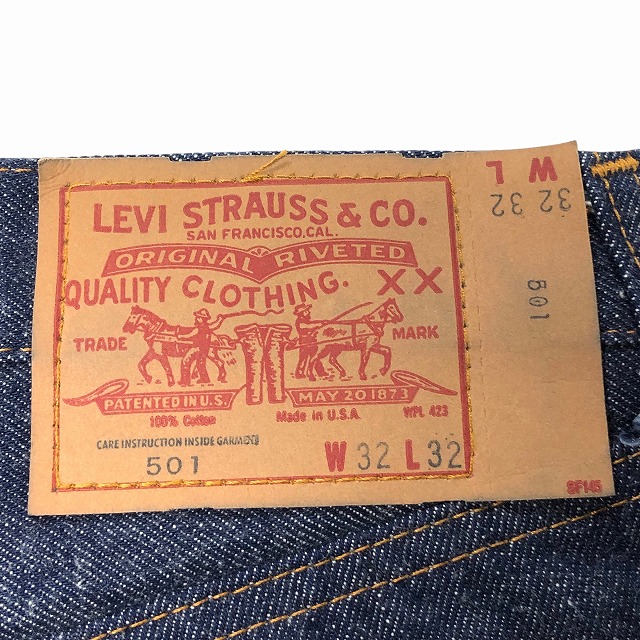 LEVI STRAUSS & CO.
SAN FRANCISCO, CAL.
ORIGINAL RIVETED
QUALITY CLOTHING. XX
TRADE MARK
PATENTED IN U.S. MAY 20 1873
100% Cotton Made in U.S.A. WPL 423
CARE INSTRUCTION INSIDE GARMENT
501 W 32 L 32
W L
32 32
501
SF145